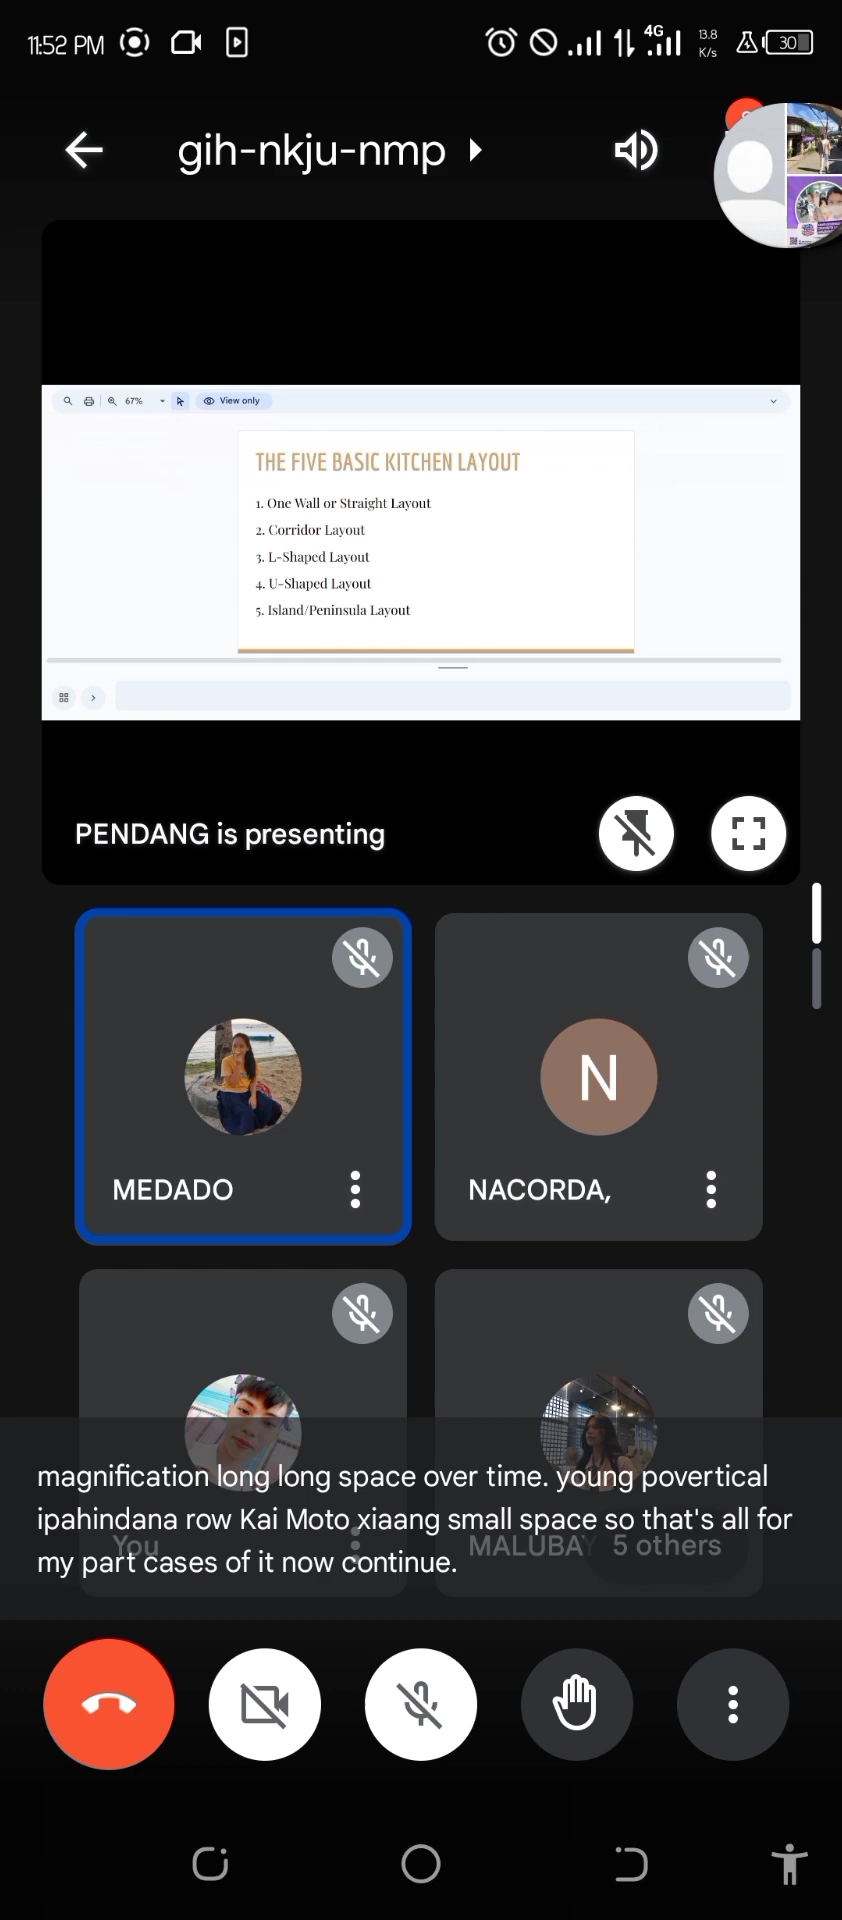 11:52 PM
4G
13.8
K/s
30
gih-nkju-nmp
67%
View only
THE FIVE BASIC KITCHEN LAYOUT
1. One Wall or Straight Layout
2. Corridor Layout
3. L-Shaped Layout
4. U-Shaped Layout
5. Island/Peninsula Layout
PENDANG is presenting
MEDADO
N
NACORDA,
magnification long long space over time. young povertical
ipahindana row Kai Moto xiaang small space so that's all for
my part cases of it now continue.
You
MALUBAY
5 others